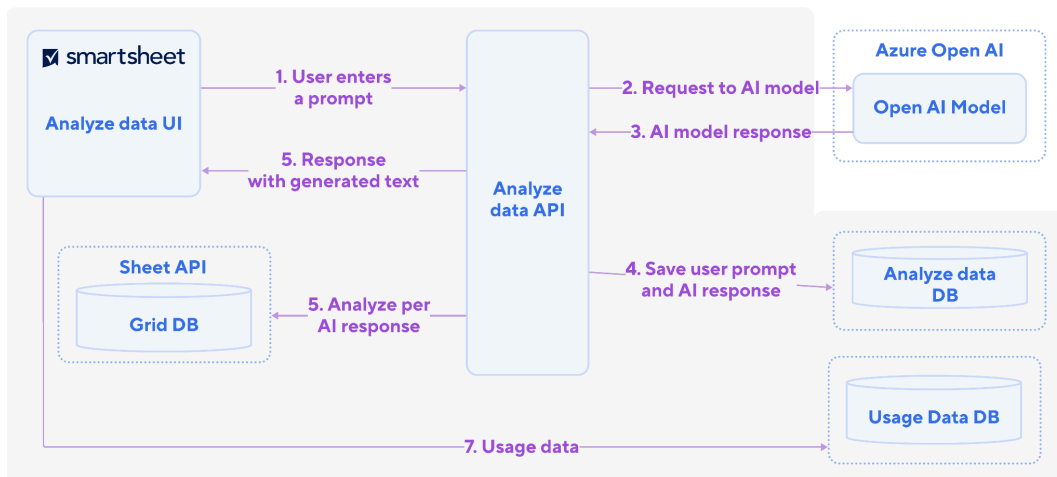 smartsheet
Analyze data UI
1. User enters
a prompt
2. Request to AI model
3. AI model response
Azure Open AI
Open AI Model
5. Response
with generated text
Analyze
data API
4. Save user prompt
and AI response
Analyze data
DB
Sheet API
Grid DB
5. Analyze per
AI response
Usage Data DB
7. Usage data